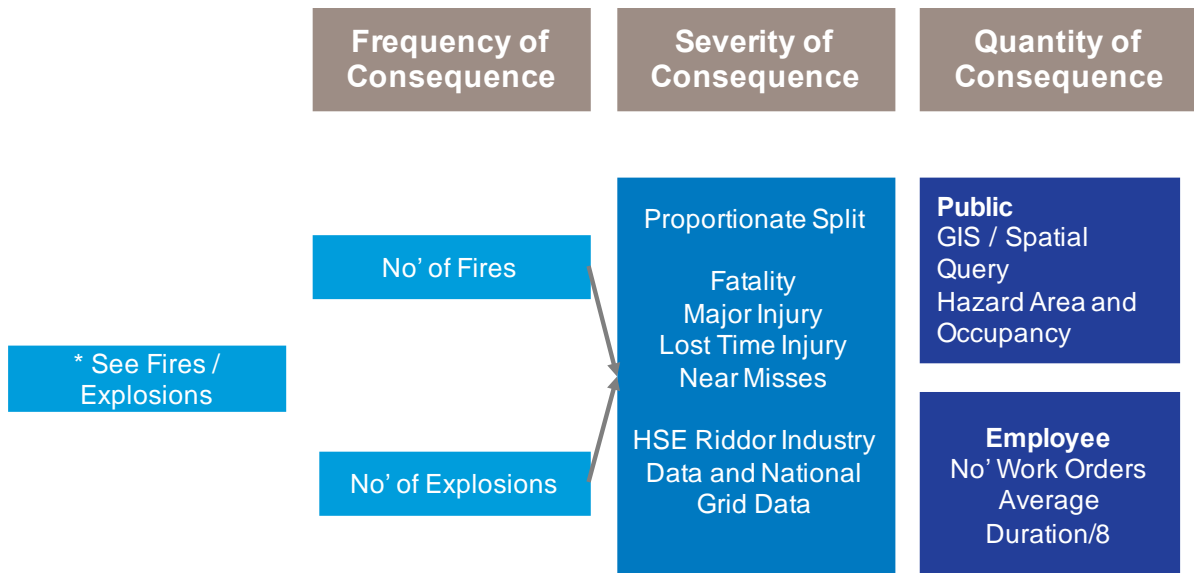 Frequency of
Consequence
Severity of
Consequence
Quantity of
Consequence
* See Fires /
Explosions
No’ of Fires
No’ of Explosions
Proportionate Split
Fatality
Major Injury
Lost Time Injury
Near Misses
HSE Riddor Industry
Data and National
Grid Data
Public
GIS / Spatial
Query
Hazard Area and
Occupancy
Employee
No’ Work Orders
Average
Duration/8